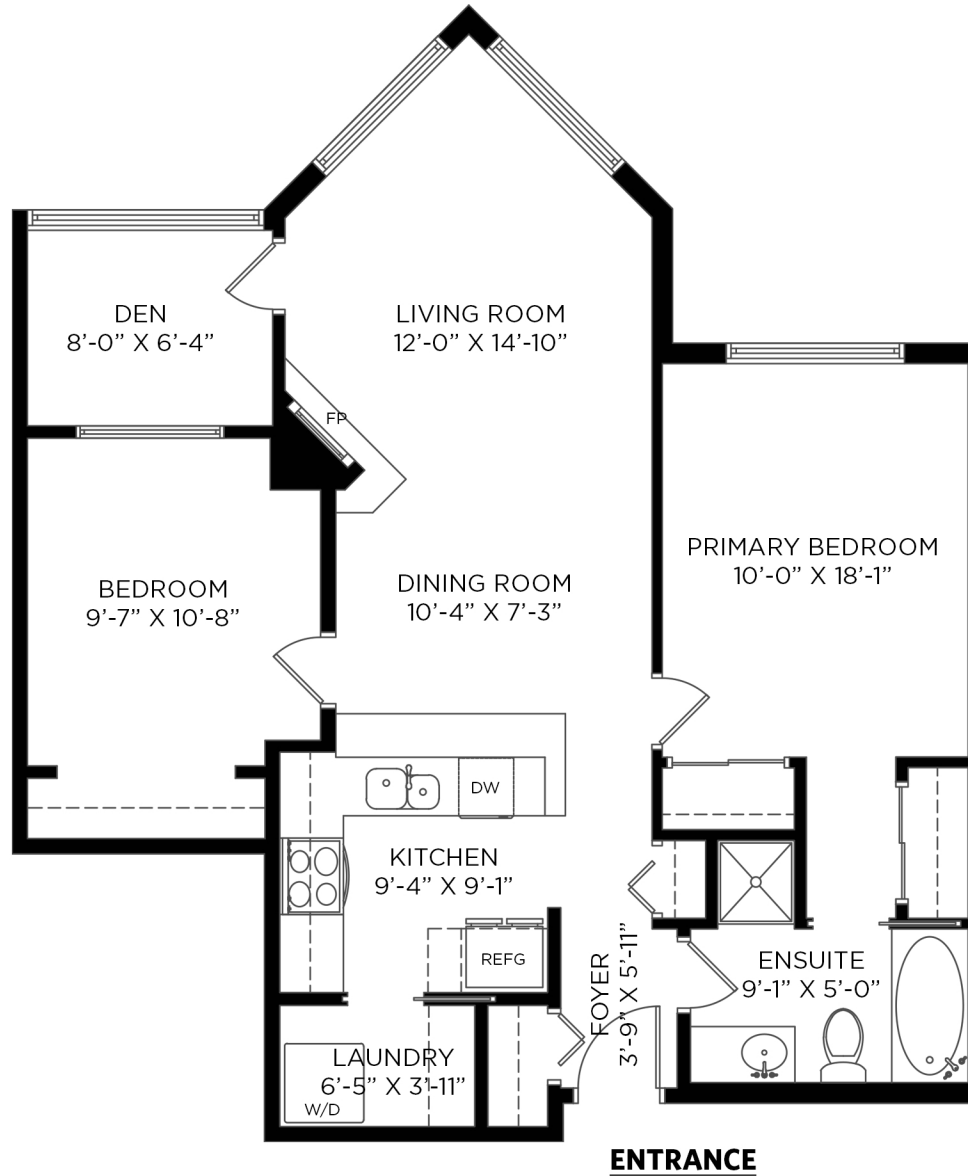 DEN
8’-0” X 6’-4”
LIVING ROOM
12’-0” X 14’-10”
FP
BEDROOM
9’-7” X 10’-8”
DINING ROOM
10’-4” X 7’-3”
PRIMARY BEDROOM
10’-0” X 18’-1”
DW
KITCHEN
9’-4” X 9’-1”
REFG
FOYER
3’-9” X 5’-11”
ENSUITE
9’-1” X 5’-0”
LAUNDRY
6’-5” X 3’-11”
W/D
ENTRANCE